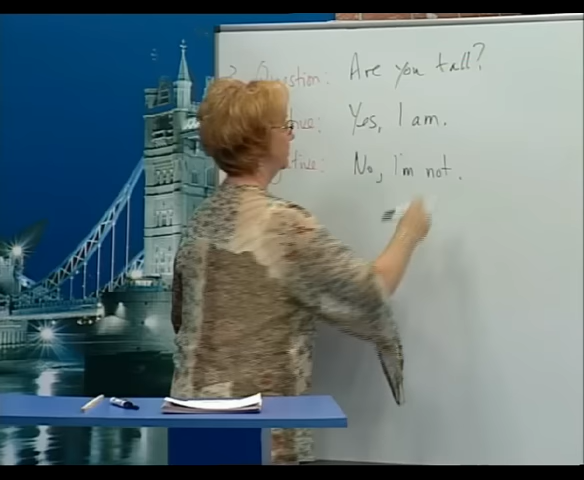 ? Question: Are you tall?
Yes, I am.
No, I'm not.